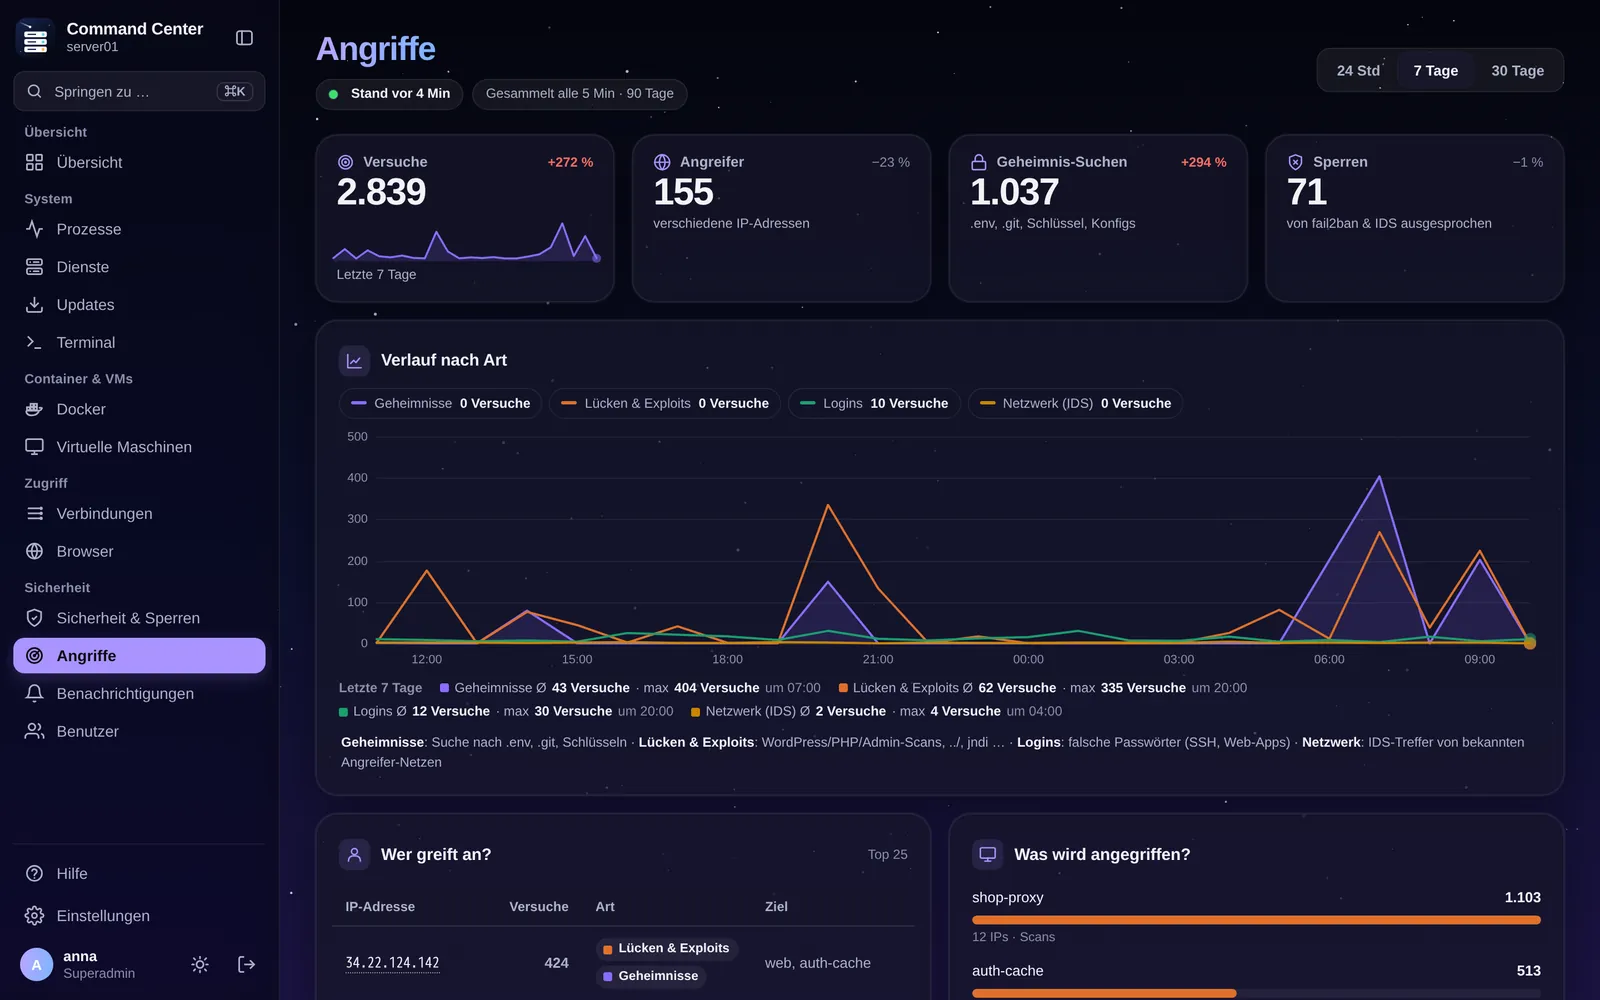 Command Center
server01
Springen zu …
⌘K
Übersicht
Übersicht
System
Prozesse
Dienste
Updates
Terminal
Container & VMs
Docker
Virtuelle Maschinen
Zugriff
Verbindungen
Browser
Sicherheit
Sicherheit & Sperren
Angriffe
Benachrichtigungen
Benutzer
Hilfe
Einstellungen
A
anna
Superadmin
Angriffe
Stand vor 4 Min
Gesammelt alle 5 Min · 90 Tage
24 Std
7 Tage
30 Tage
Versuche
+272 %
2.839
Letzte 7 Tage
Angreifer
−23 %
155
verschiedene IP-Adressen
Geheimnis-Suchen
+294 %
1.037
.env, .git, Schlüssel, Konfigs
Sperren
−1 %
71
von fail2ban & IDS ausgesprochen
Verlauf nach Art
Geheimnisse 0 Versuche
Lücken & Exploits 0 Versuche
Logins 10 Versuche
Netzwerk (IDS) 0 Versuche
500
400
300
200
100
0
12:00
15:00
18:00
21:00
00:00
03:00
06:00
09:00
Letzte 7 Tage Geheimnisse Ø 43 Versuche · max 404 Versuche um 07:00 Lücken & Exploits Ø 62 Versuche · max 335 Versuche um 20:00
Logins Ø 12 Versuche · max 30 Versuche um 20:00 Netzwerk (IDS) Ø 2 Versuche · max 4 Versuche um 04:00
Geheimnisse: Suche nach .env, .git, Schlüsseln · Lücken & Exploits: WordPress/PHP/Admin-Scans, ../, jndi … · Logins: falsche Passwörter (SSH, Web-Apps) · Netzwerk: IDS-Treffer von bekannten
Angreifer-Netzen
Wer greift an?
Top 25
IP-Adresse
Versuche
Art
Ziel
34.22.124.142
424
Lücken & Exploits
Geheimnisse
web, auth-cache
Was wird angegriffen?
shop-proxy
1.103
12 IPs · Scans
auth-cache
513